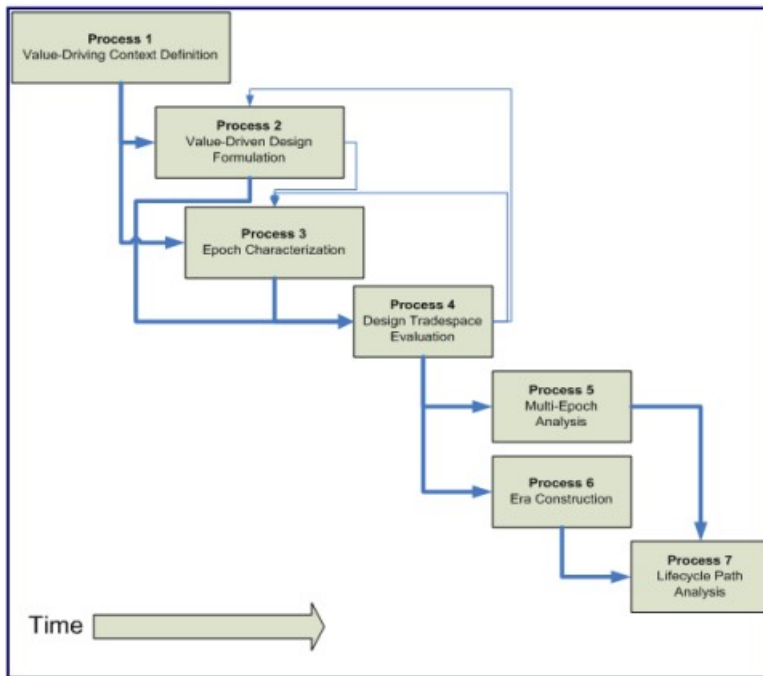 Process 1
Value-Driving Context Definition
Process 2
Value-Driven Design
Formulation
Process 3
Epoch Characterization
Process 4
Design Tradespace
Evaluation
Process 5
Multi-Epoch
Analysis
Process 6
Era Construction
Process 7
Lifecycle Path
Analysis
Time